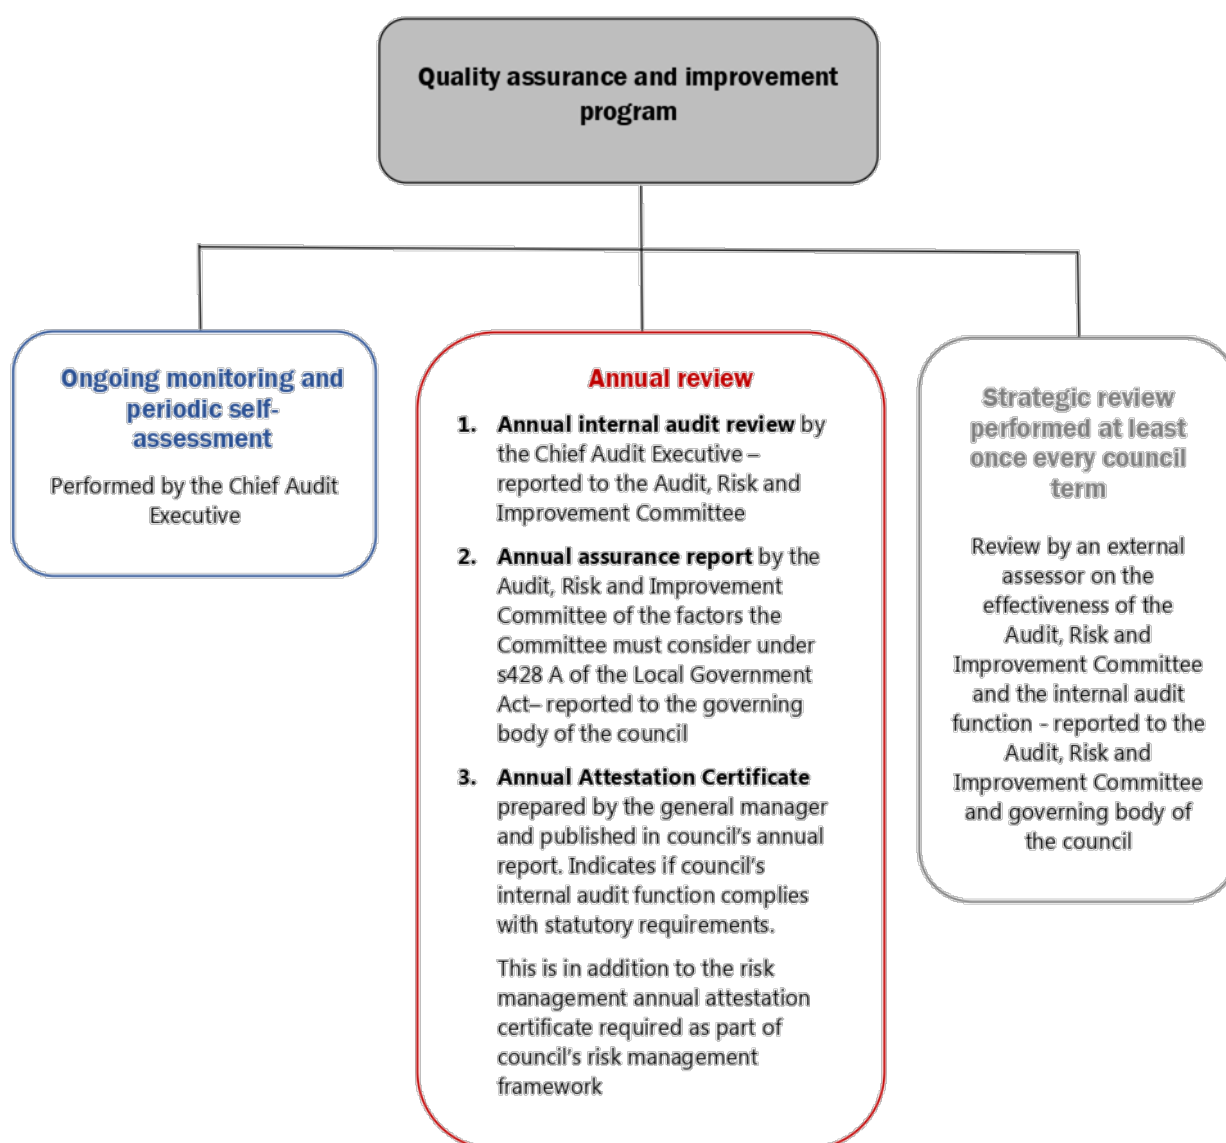 Quality assurance and improvement
program
Ongoing monitoring and
periodic self-
assessment
Performed by the Chief Audit
Executive
Annual review
1. Annual internal audit review by
the Chief Audit Executive –
reported to the Audit, Risk and
Improvement Committee
2. Annual assurance report by the
Audit, Risk and Improvement
Committee of the factors the
Committee must consider under
s428 A of the Local Government
Act– reported to the governing
body of the council
3. Annual Attestation Certificate
prepared by the general manager
and published in council's annual
report. Indicates if council's
internal audit function complies
with statutory requirements.
This is in addition to the risk
management annual attestation
certificate required as part of
council's risk management
framework
Strategic review
performed at least
once every council
term
Review by an external
assessor on the
effectiveness of the
Audit, Risk and
Improvement Committee
and the internal audit
function - reported to the
Audit, Risk and
Improvement Committee
and governing body of
the council